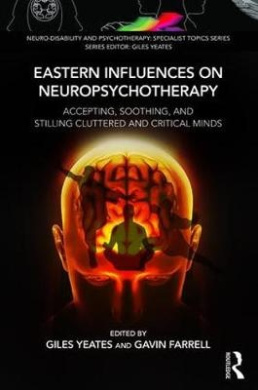 NEURO-DISABILITY AND PSYCHOTHERAPY: SPECIALIST TOPICS SERIES
SERIES EDITOR: GILES YEATES
EASTERN INFLUENCES ON
NEUROPSYCHOTHERAPY
ACCEPTING, SOOTHING, AND
STILLING CLUTTERED AND CRITICAL MINDS
EDITED BY
GILES YEATES AND GAVIN FARRELL
R
ROUTLEDGE